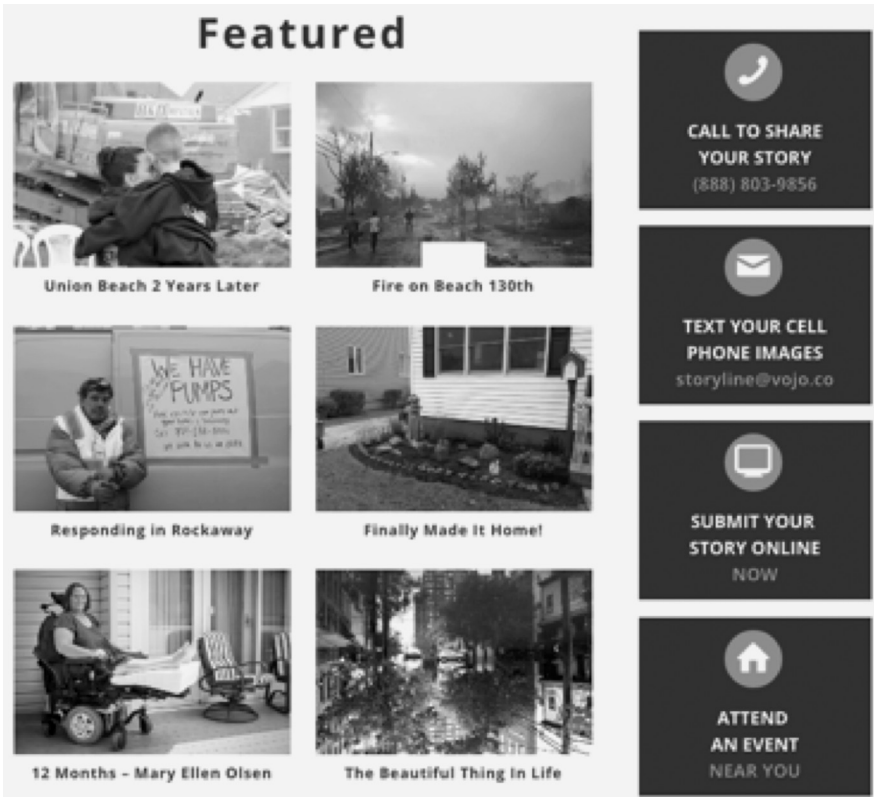 Featured
Union Beach 2 Years Later
Fire on Beach 130th
WE HAVE
PUMPS
Responding in Rockaway
Finally Made It Home!
12 Months – Mary Ellen Olsen
The Beautiful Thing In Life
CALL TO SHARE
YOUR STORY
(888) 803-9856
TEXT YOUR CELL
PHONE IMAGES
storyline@vojo.co
SUBMIT YOUR
STORY ONLINE
NOW
ATTEND
AN EVENT
NEAR YOU